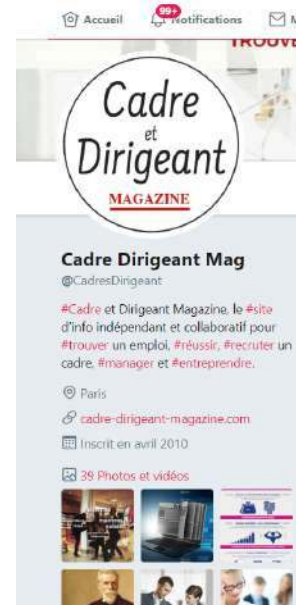 Accueil
99+
Notifications
M
TROUVE
Cadre
et
Dirigeant
MAGAZINE
Cadre Dirigeant Mag
@CadresDirigeant
#Cadre et Dirigeant Magazine, le #site
d'info indépendant et collaboratif pour
#trouver un emploi, #réussir, #recruter un
cadre, #manager et #entreprendre.
Paris
cadre-dirigeant-magazine.com
Inscrit en avril 2010
39 Photos et vidéos